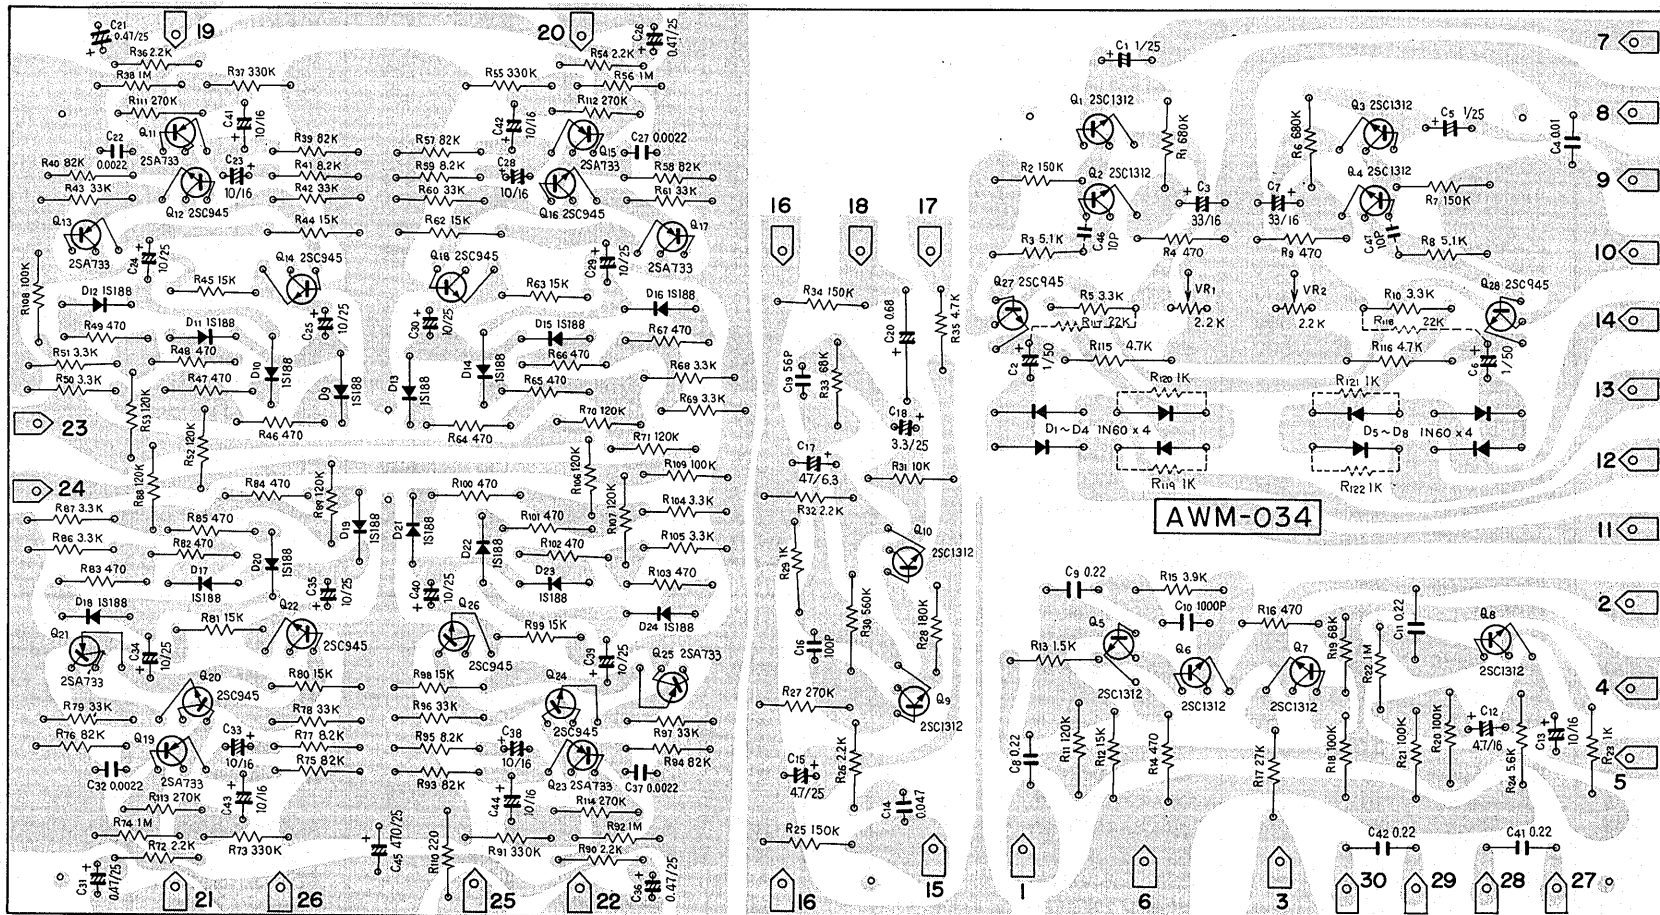 C21 0.47/25
19
R36 2.2K
R38 1M
R37 330K
R111 270K
Q11
2SA733
C41 10/16
C22 0.0022
R39 82K
R40 82K
C23 10/16
R41 8.2K
R43 33K
R42 33K
Q12 2SC945
Q13
2SA733
R44 15K
C24 10/25
Q14 2SC945
R108 100K
R45 15K
D12 1S188
R49 470
D11 1S188
C25 10/25
R48 470
R51 3.3K
R50 3.3K
R47 470
D10 1S188
D9 1S188
R53 120K
R46 470
R52 120K
23
20
C26 0.47/25
R54 2.2K
R55 330K
R56 1M
R112 270K
C42 10/16
R57 82K
Q15
2SA733
C27 0.0022
R59 8.2K
C28 10/16
R58 82K
R60 33K
R61 33K
Q16 2SC945
Q17
2SA733
R62 15K
C29 10/25
Q18 2SC945
R63 15K
D16 1S188
C30 10/25
D15 1S188
R67 470
R66 470
D13 1S188
D14 1S188
R65 470
R68 3.3K
R69 3.3K
R64 470
R70 120K
R71 120K
24
R88 120K
R84 470
R89 120K
R87 3.3K
R85 470
R86 3.3K
R82 470
R83 470
D17 1S188
D20 1S188
D19 1S188
C35 10/25
D18 1S188
R81 15K
Q22
2SC945
Q21
2SA733
C34 10/25
Q20
2SC945
R80 15K
R79 33K
R78 33K
R76 82K
Q19
2SA733
C33 10/16
R77 8.2K
R75 82K
C32 0.0022
R113 270K
C43 10/16
R74 1M
R73 330K
R72 2.2K
C31 0.47/25
21
26
C45 470/25
R110 220
R100 470
R106 120K
R109 100K
R107 120K
R104 3.3K
D21 1S188
R101 470
D22 1S188
R102 470
R105 3.3K
D23 1S188
R103 470
C40 10/25
D24 1S188
Q26
2SC945
R99 15K
C39 10/25
Q25 2SA733
R98 15K
Q24
2SC945
R96 33K
R97 33K
R95 8.2K
C38 10/16
R94 82K
R93 82K
Q23 2SA733
C37 0.0022
C44 10/16
R114 270K
R91 330K
R92 1M
R90 2.2K
C36 0.47/25
25
22
16
18
17
R34 150K
C20 0.68
R35 4.7K
C19 56P
R33 68K
C18 3.3/25
C17 47/6.3
R31 10K
R32 2.2K
R29 1K
Q10
2SC1312
R30 560K
R28 180K
C16 100P
R27 270K
Q9
2SC1312
R26 2.2K
C15 4.7/25
C14 0.047
R25 150K
16
15
C1 1/25
Q1 2SC1312
R1 680K
R2 150K
Q2 2SC1312
C3 33/16
C46 10P
R3 5.1K
R4 470
Q27 2SC945
R5 3.3K
VR1
2.2K
R117 22K
C2 1/50
R115 4.7K
R120 1K
D1~D4 1N60 x 4
R119 1K
Q3 2SC1312
R6 680K
C5 1/25
C4 0.01
Q4 2SC1312
C7 33/16
R7 150K
C47 10P
R9 470
R8 5.1K
VR2
2.2K
R10 3.3K
Q28 2SC945
R118 22K
R116 4.7K
C6 1/50
R121 1K
D5~D8 1N60 x 4
R122 1K
AWM-034
7
8
9
10
14
13
12
11
2
4
5
C9 0.22
R15 3.9K
C10 1000P
R16 470
Q5
2SC1312
R13 1.5K
Q6
2SC1312
Q7
2SC1312
R19 68K
R22 1M
C11 0.22
Q8
2SC1312
C8 0.22
R11 120K
R12 15K
R14 470
R17 27K
R18 100K
R21 100K
R20 100K
C12 4.7/16
R24 5.6K
C13 10/16
R23 1K
C42 0.22
C41 0.22
1
6
3
30
29
28
27